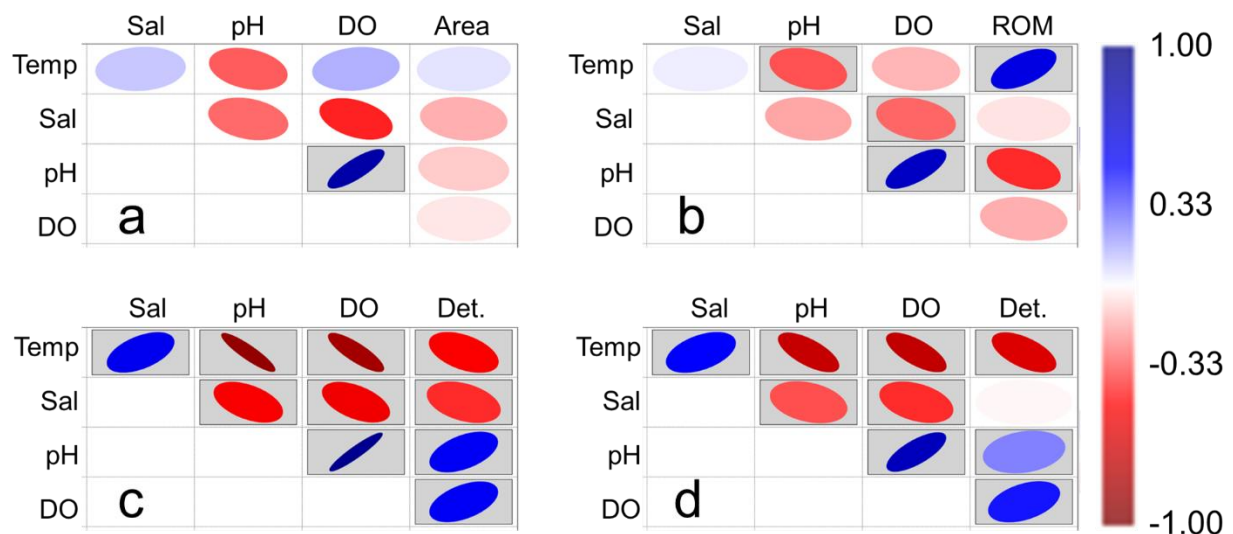 Sal pH DO Area
Temp
Sal
pH
DO
a
Sal pH DO ROM
Temp
Sal
pH
DO
b
Sal pH DO Det.
Temp
Sal
pH
DO
c
Sal pH DO Det.
Temp
Sal
pH
DO
d
1.00
0.33
-0.33
-1.00